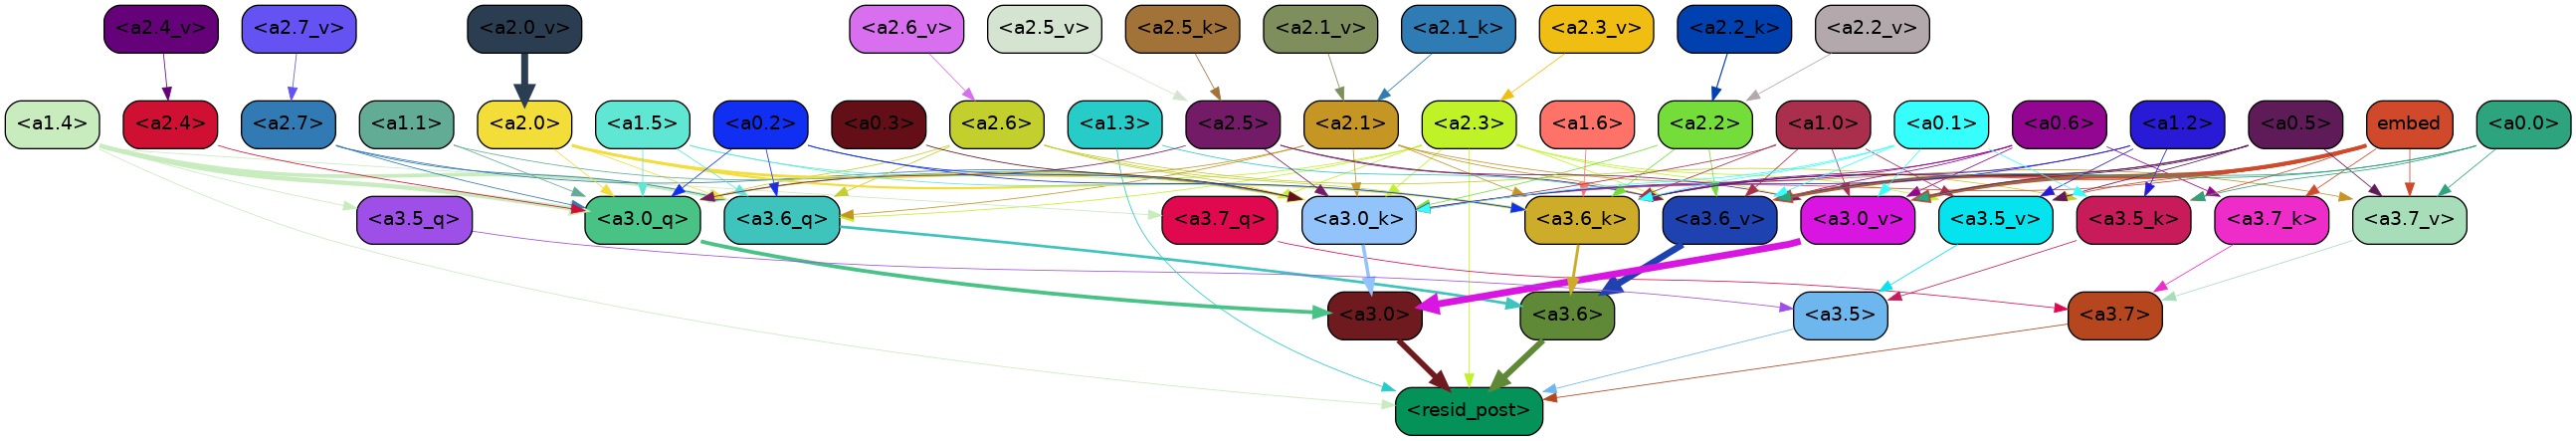 <a2.4_v> <a2.7_v> <a2.0_v> <a2.6_v> <a2.5_v> <a2.5_k> <a2.1_v> <a2.1_k> <a2.3_v> <a2.2_k> <a2.2_v>
<a1.4> <a2.4> <a2.7> <a1.1> <a2.0> <a1.5> <a0.2> <a0.3> <a2.6> <a1.3> <a2.5> <a2.1> <a2.3> <a1.6> <a2.2> <a1.0> <a0.1> <a0.6> <a1.2> <a0.5> embed <a0.0>
<a3.5_q> <a3.0_q> <a3.6_q> <a3.7_q> <a3.0_k> <a3.6_k> <a3.6_v> <a3.0_v> <a3.5_v> <a3.5_k> <a3.7_k> <a3.7_v>
<a3.0> <a3.6> <a3.5> <a3.7>
<resid_post>